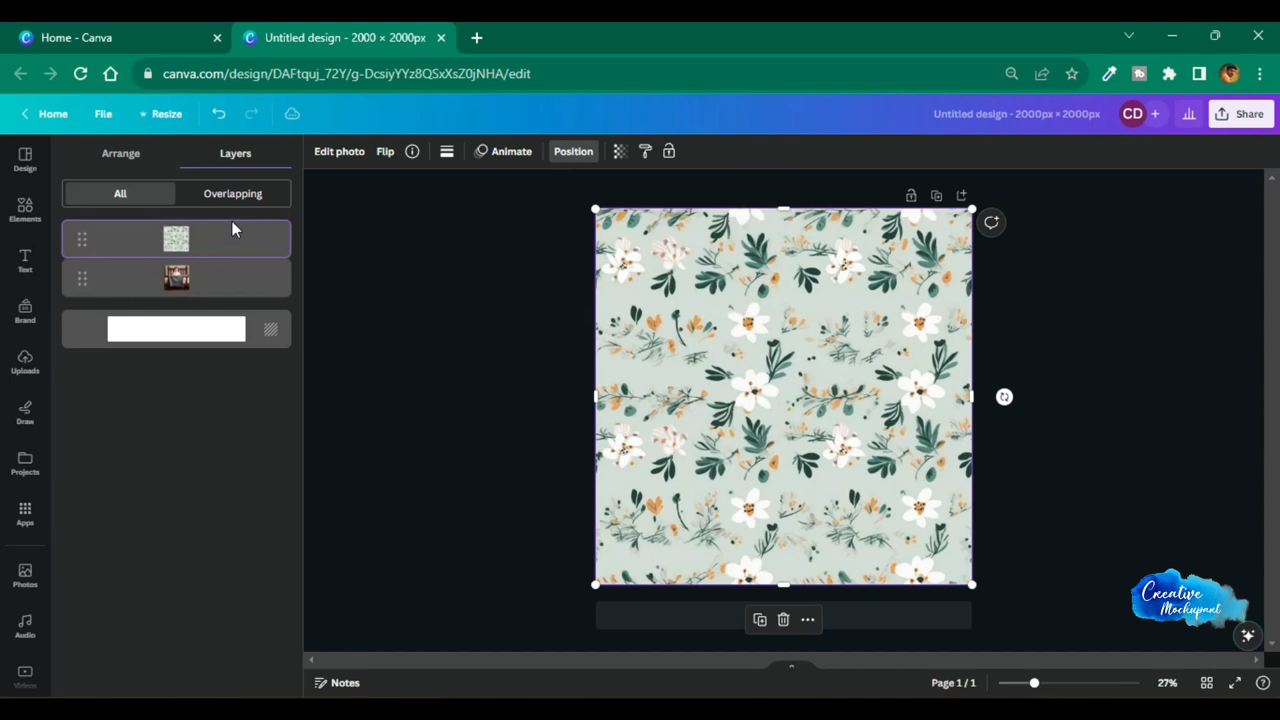 Home - Canva
Untitled design - 2000 × 2000px
canva.com/design/DAFtquj_72Y/g-DcsiyYYz8QSxXsZ0jNHA/edit
Home
File
Resize
Untitled design - 2000px × 2000px
CD
Share
Design
Elements
Text
Brand
Uploads
Draw
Projects
Apps
Photos
Audio
Videos
Arrange
Layers
All
Overlapping
Edit photo
Flip
Animate
Position
Creative
Mockupant
Notes
Page 1 / 1
27%